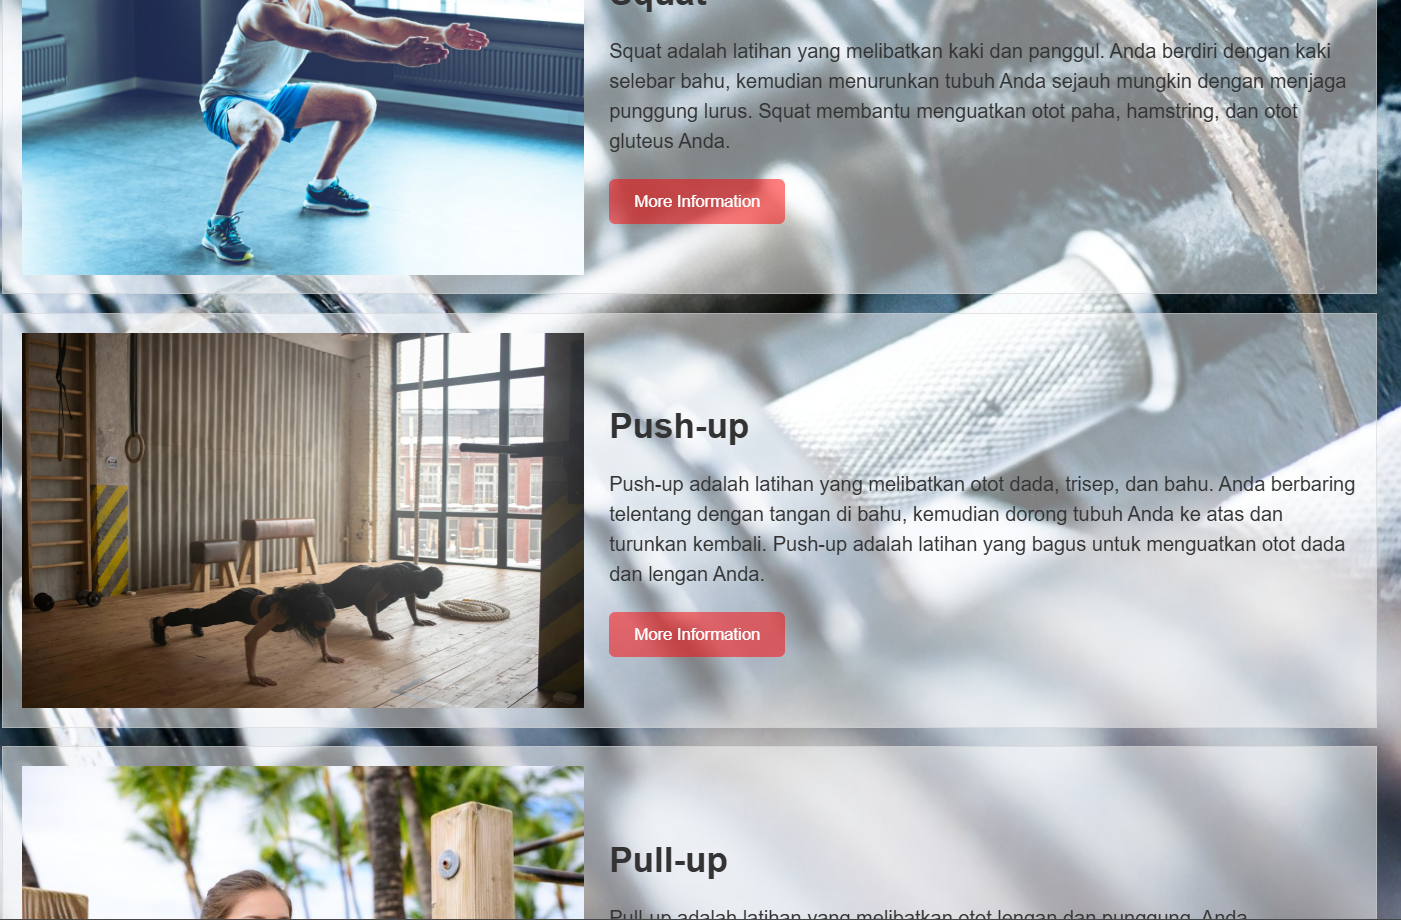 Squat
Squat adalah latihan yang melibatkan kaki dan panggul. Anda berdiri dengan kaki
selebar bahu, kemudian menurunkan tubuh Anda sejauh mungkin dengan menjaga
punggung lurus. Squat membantu menguatkan otot paha, hamstring, dan otot
gluteus Anda.
More Information
Push-up
Push-up adalah latihan yang melibatkan otot dada, trisep, dan bahu. Anda berbaring
telentang dengan tangan di bahu, kemudian dorong tubuh Anda ke atas dan
turunkan kembali. Push-up adalah latihan yang bagus untuk menguatkan otot dada
dan lengan Anda.
More Information
Pull-up
Pull-up adalah latihan yang melibatkan otot lengan dan punggung. Anda